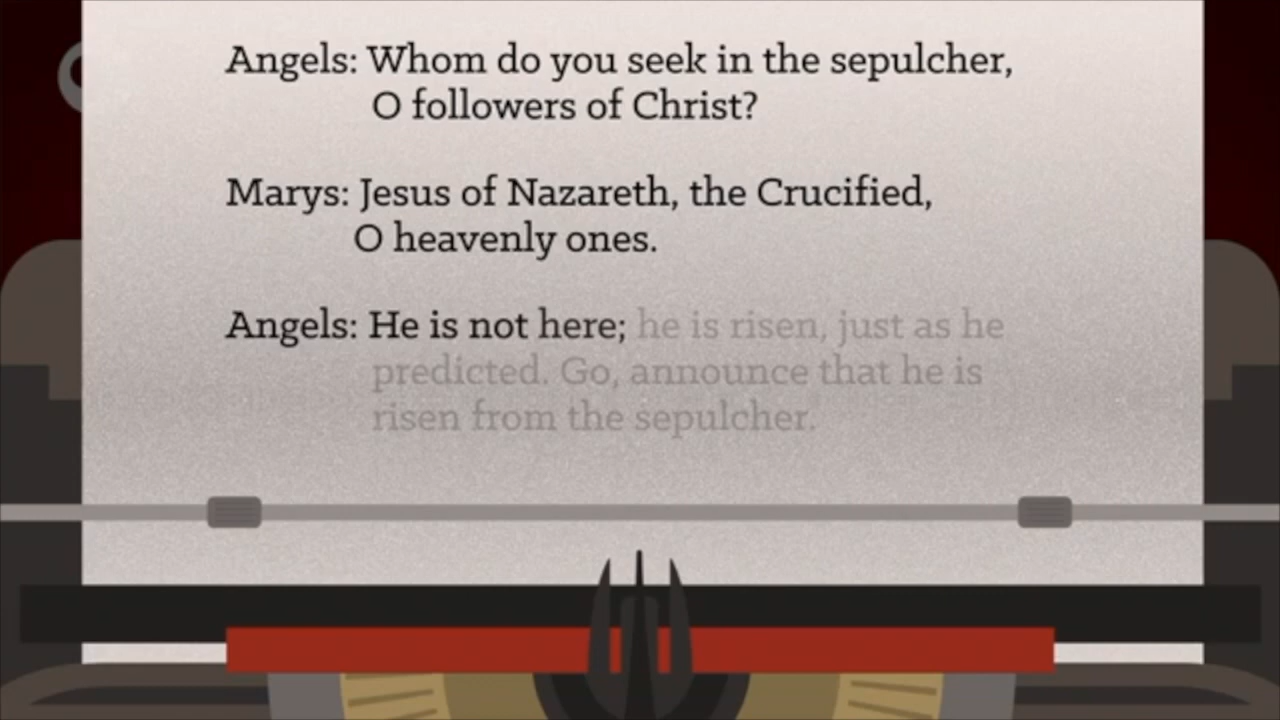 Angels: Whom do you seek in the sepulcher,
O followers of Christ?
Marys: Jesus of Nazareth, the Crucified,
O heavenly ones.
Angels: He is not here; he is risen, just as he
predicted. Go, announce that he is
risen from the sepulcher.